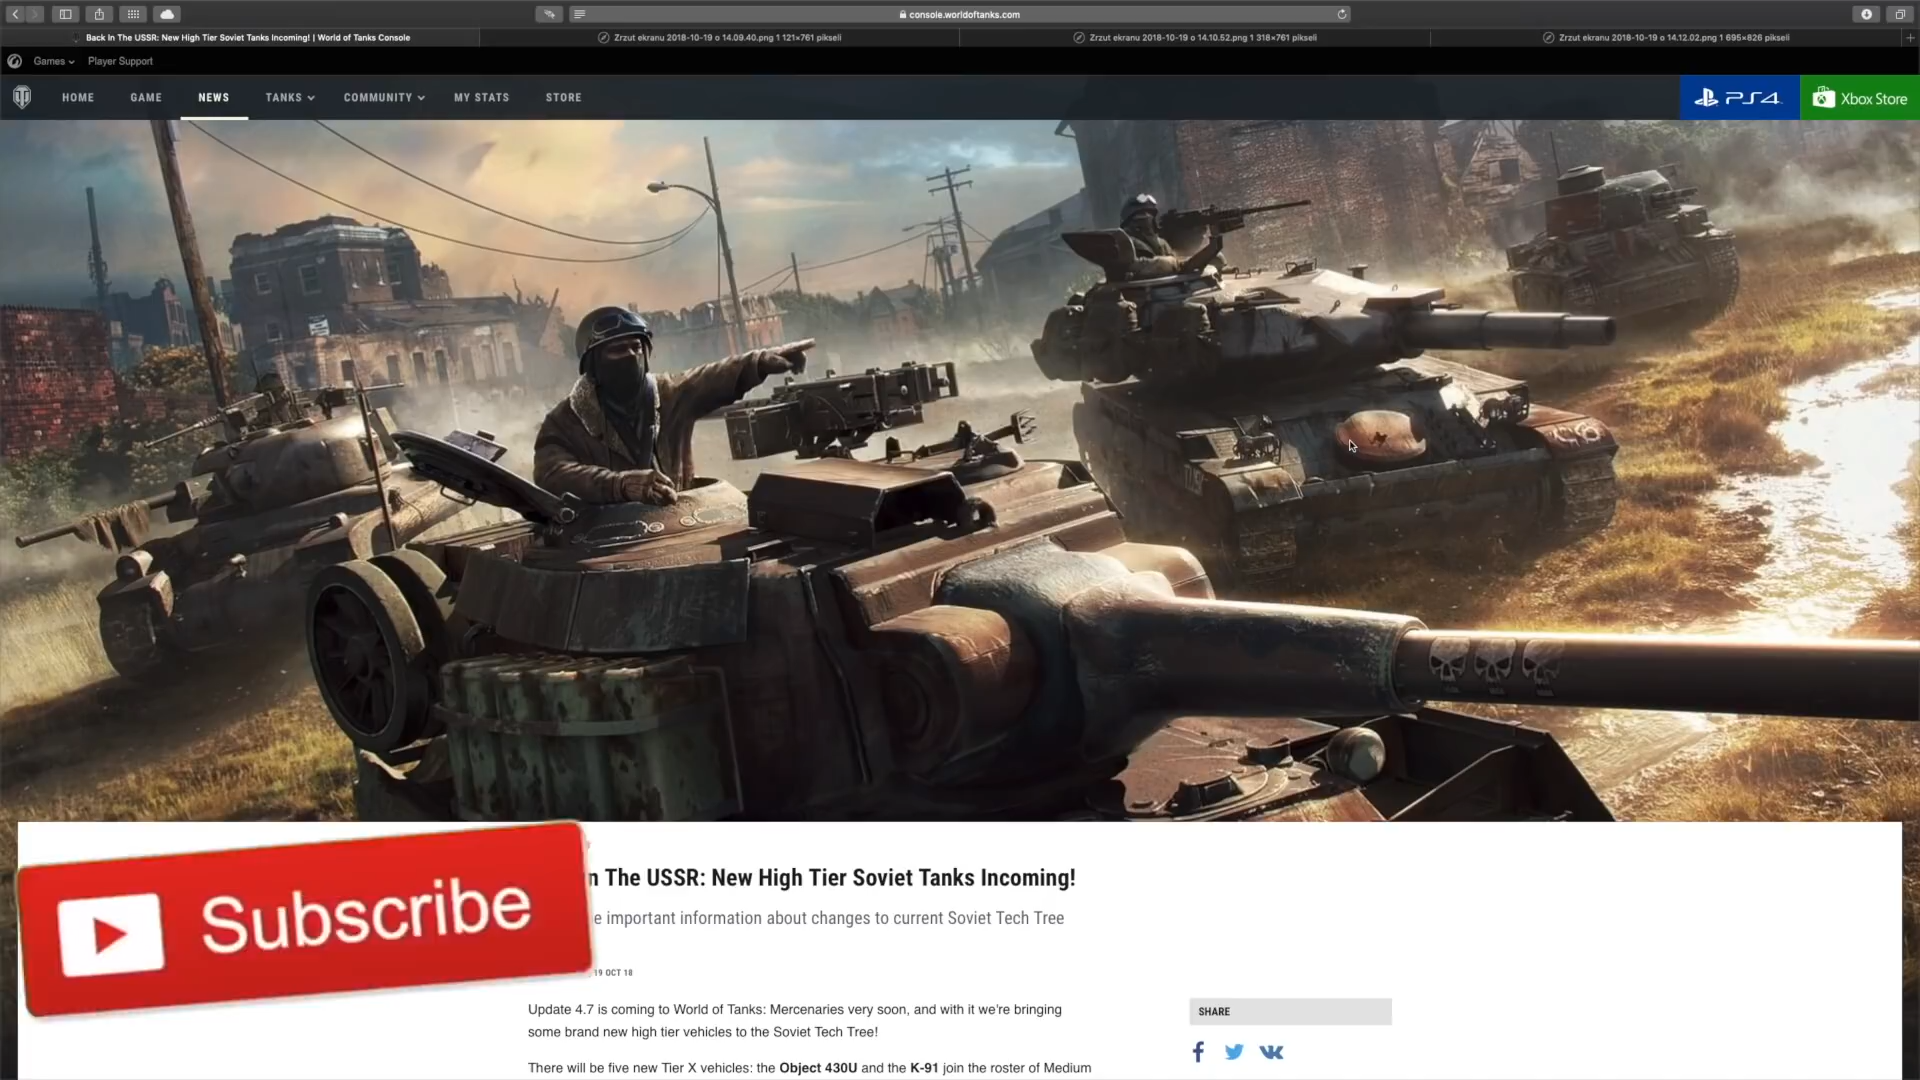 console.worldoftanks.com
Back In The USSR: New High Tier Soviet Tanks Incoming! | World of Tanks Console
Zrzut ekranu 2018-10-19 o 14.09.40.png 1 121×761 pikseli
Zrzut ekranu 2018-10-19 o 14.10.52.png 1 318×761 pikseli
Zrzut ekranu 2018-10-19 o 14.12.02.png 1 695×826 pikseli
Games Player Support
HOME GAME NEWS TANKS COMMUNITY MY STATS STORE
PS4 Xbox Store
n The USSR: New High Tier Soviet Tanks Incoming!
e important information about changes to current Soviet Tech Tree
Subscribe
19 OCT 18
Update 4.7 is coming to World of Tanks: Mercenaries very soon, and with it we're bringing
some brand new high tier vehicles to the Soviet Tech Tree!
SHARE
There will be five new Tier X vehicles: the Object 430U and the K-91 join the roster of Medium